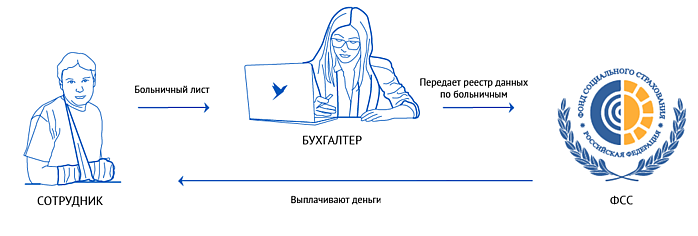 Больничный лист
Передает реестр данных
по больничным
ФОНД СОЦИАЛЬНОГО СТРАХОВАНИЯ
РОССИЙСКАЯ ФЕДЕРАЦИЯ
БУХГАЛТЕР
СОТРУДНИК
Выплачивают деньги
ФСС